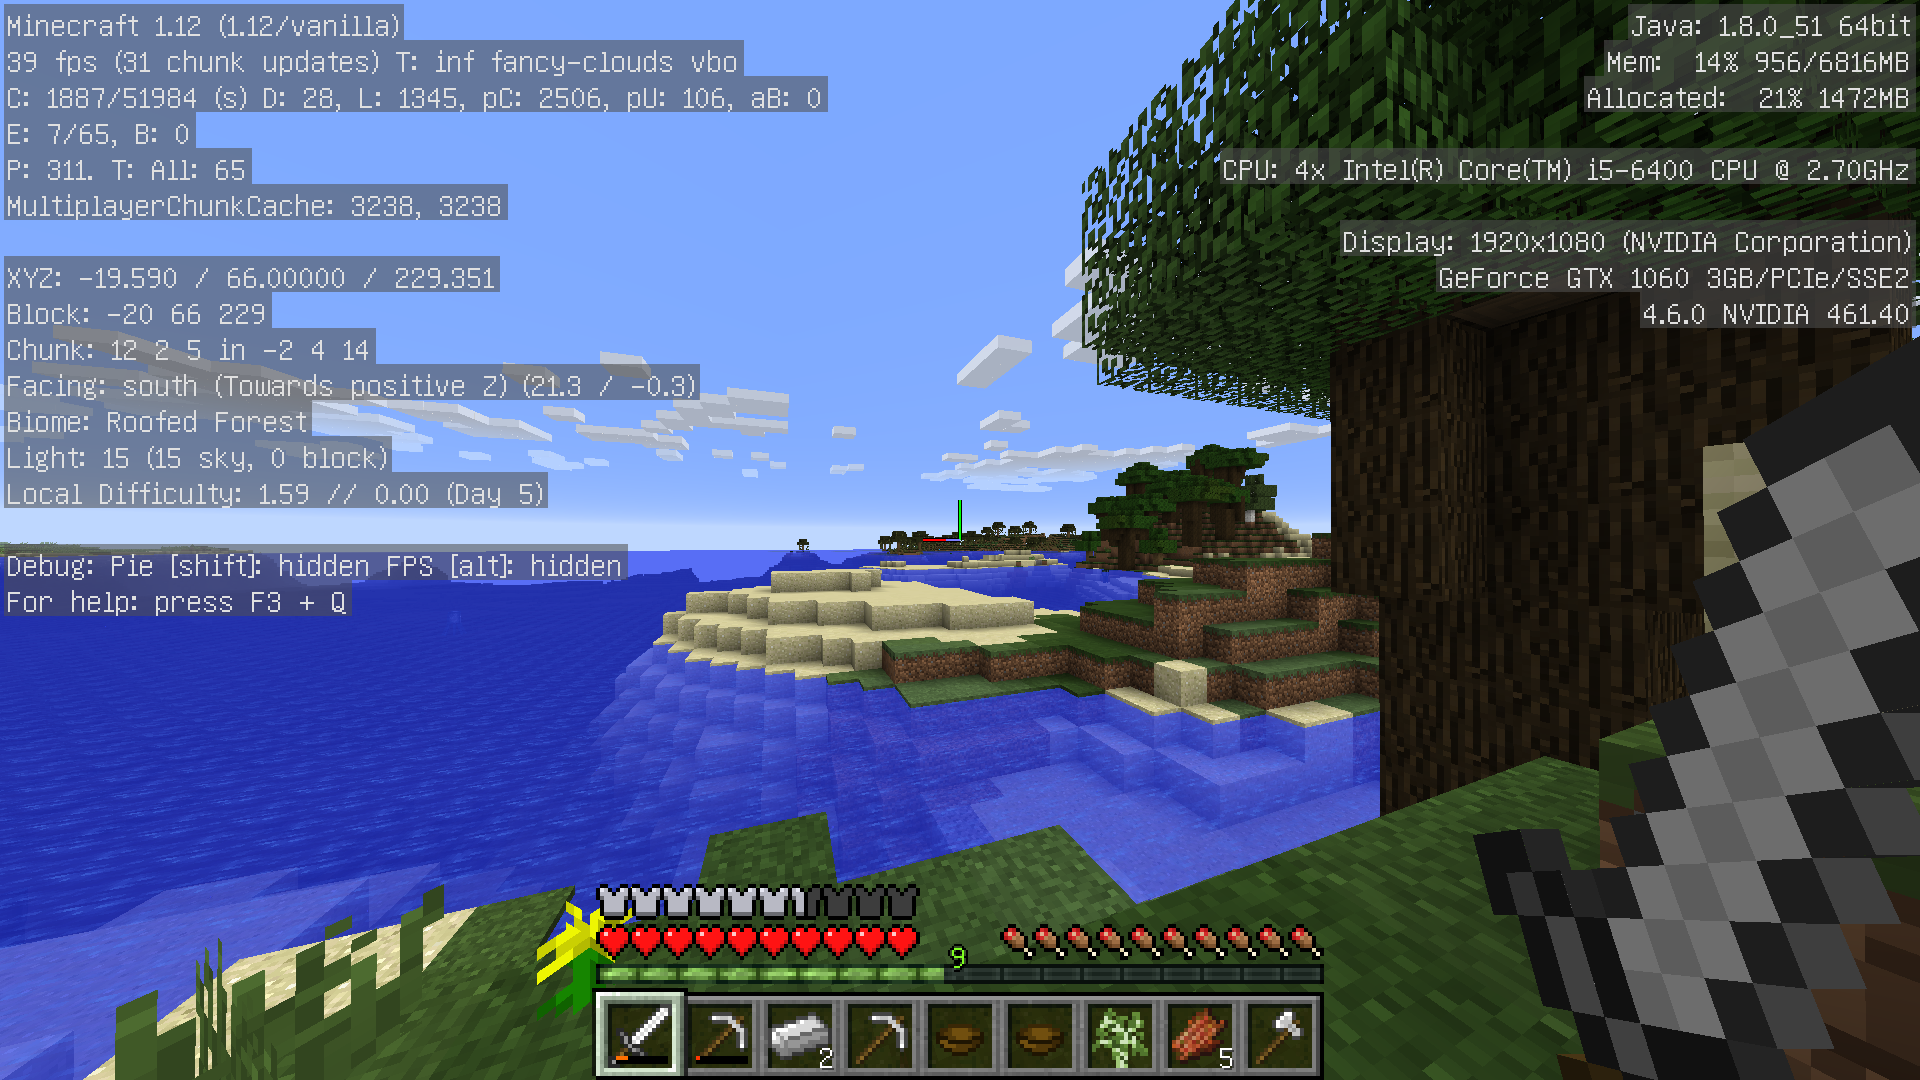 Minecraft 1.12 (1.12/vanilla)
39 fps (31 chunk updates) T: inf fancy-clouds vbo
C: 1887/51984 (s) D: 28, L: 1345, pC: 2506, pU: 106, aB: 0
E: 7/65, B: 0
P: 311. T: All: 65
MultiplayerChunkCache: 3238, 3238
XYZ: -19.590 / 66.00000 / 229.351
Block: -20 66 229
Chunk: 12 2 5 in -2 4 14
Facing: south (Towards positive Z) (21.3 / -0.3)
Biome: Roofed Forest
Light: 15 (15 sky, 0 block)
Local Difficulty: 1.59 // 0.00 (Day 5)
Debug: Pie [shift]: hidden FPS [alt]: hidden
For help: press F3 + Q
Java: 1.8.0_51 64bit
Mem: 14% 956/6816MB
Allocated: 21% 1472MB
CPU: 4x Intel(R) Core(TM) i5-6400 CPU @ 2.70GHz
Display: 1920x1080 (NVIDIA Corporation)
GeForce GTX 1060 3GB/PCIe/SSE2
4.6.0 NVIDIA 461.40
9
2
5